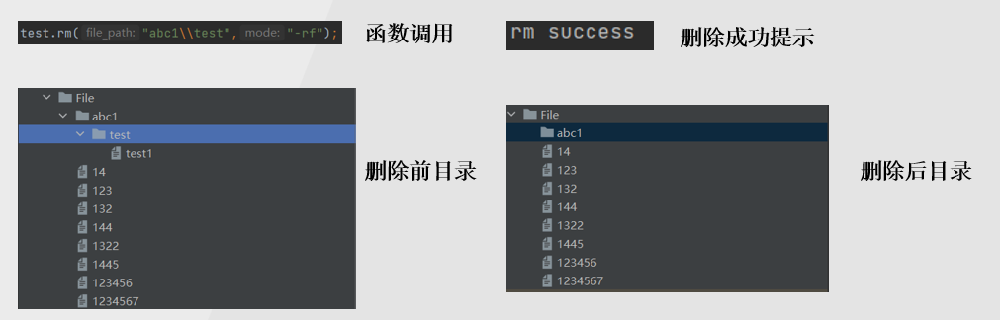 test.rm( file_path: "abc1\\test", mode: "-rf");
函数调用
rm success
删除成功提示
File
abc1
test
test1
14
123
132
144
1322
1445
123456
1234567
删除前目录
File
abc1
14
123
132
144
1322
1445
123456
1234567
删除后目录